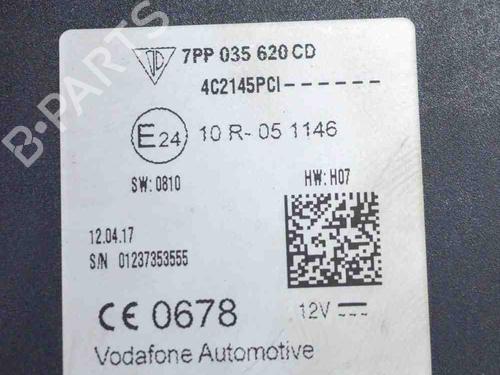 7PP 035 620 CD
4C2145PCI------
E24 10 R-05 1146
SW:0810 HW:H07
12.04.17
S/N 01237353555
CE 0678 12V
Vodafone Automotive
B-PARTS